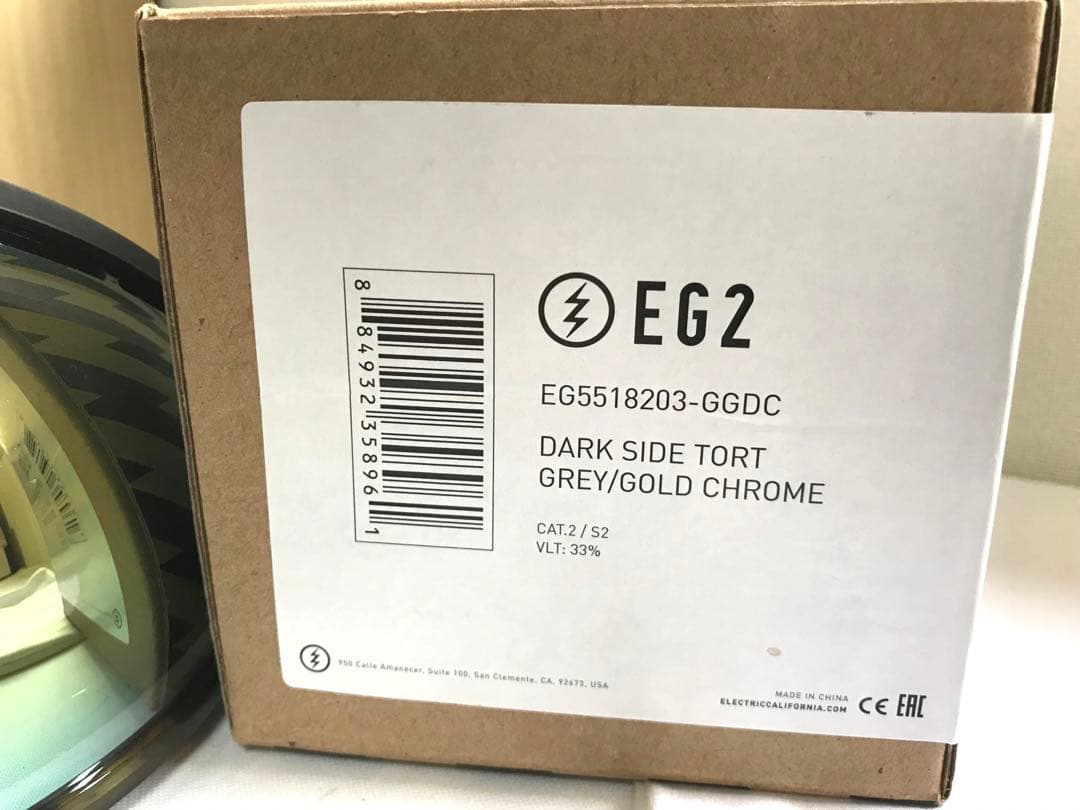 8 84932 35896 1
EG2
EG5518203-GGDC
DARK SIDE TORT
GREY/GOLD CHROME
CAT.2 / S2
VLT: 33%
950 Calle Amanecer, Suite 100, San Clemente, CA, 92673, USA
MADE IN CHINA
ELECTRICCALIFORNIA.COM
CE EAC